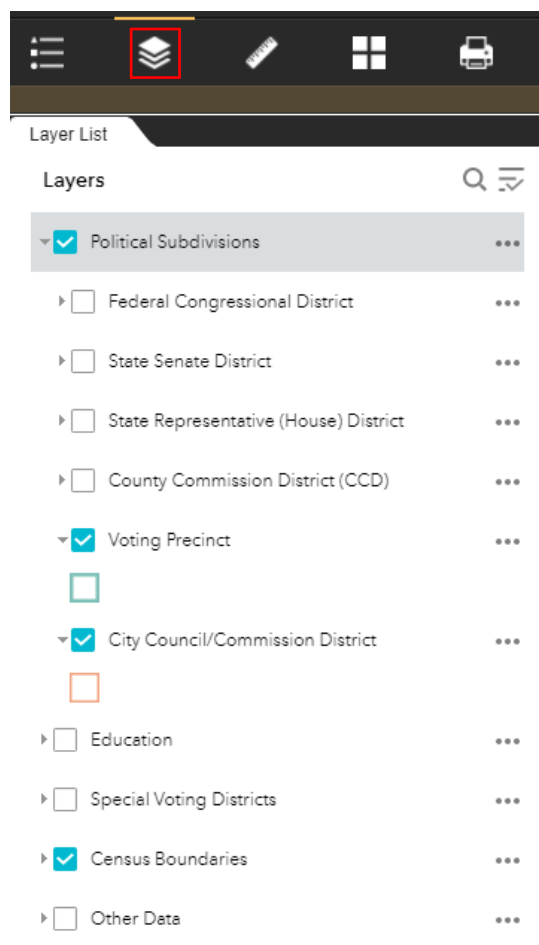 Layer List
Layers
Political Subdivisions
Federal Congressional District
State Senate District
State Representative (House) District
County Commission District (CCD)
Voting Precinct
City Council/Commission District
Education
Special Voting Districts
Census Boundaries
Other Data